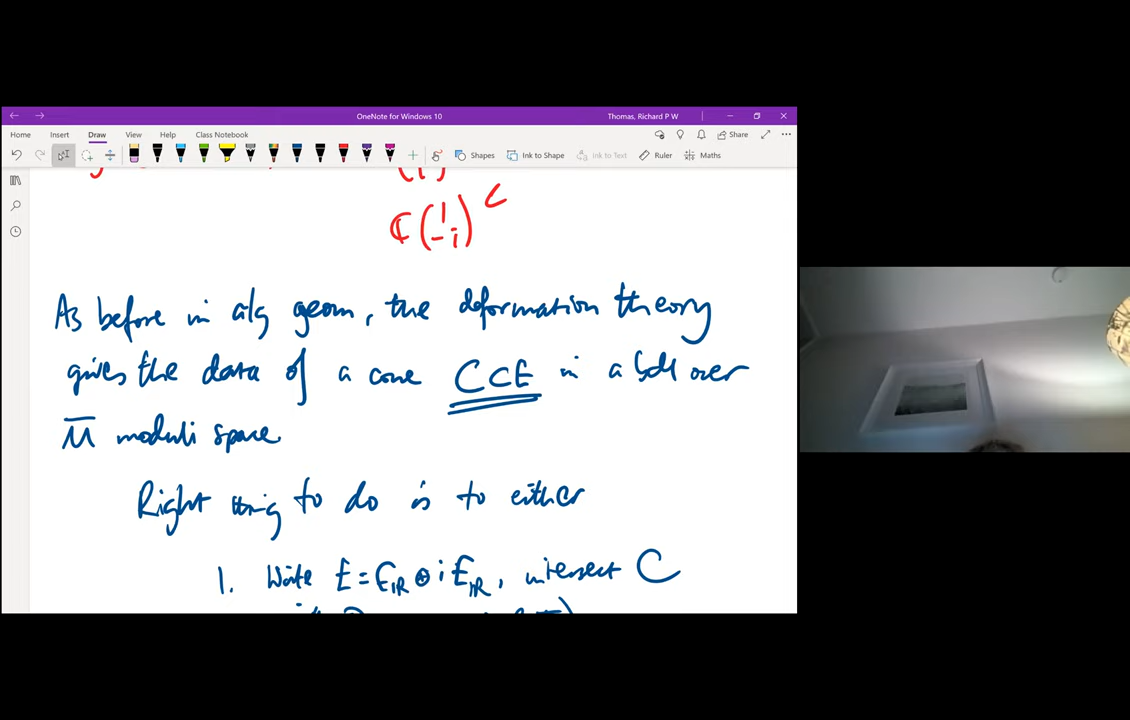 OneNote for Windows 10
Thomas, Richard P W
Home Insert Draw View Help Class Notebook
Share
Shapes Ink to Shape Ink to Text Ruler Maths
(i)
ℂ(1 -i)
As before in alg geom, the deformation theory
gives the data of a cone C⊂E in a bdl over
M̅ moduli space
Right thing to do is to either
1. Write E = E_ℝ ⊕ i E_ℝ, intersect C